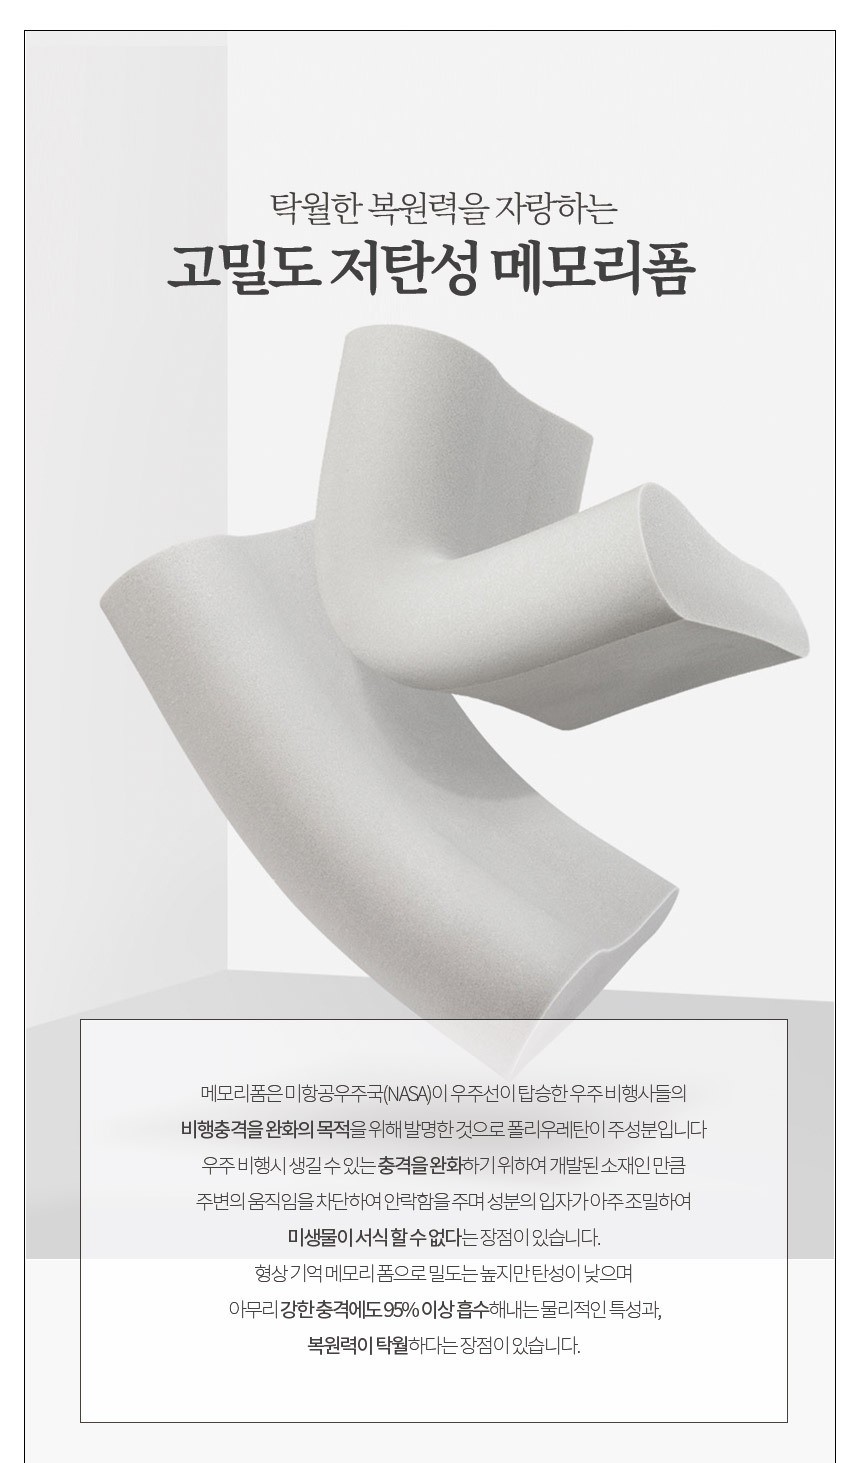 탁월한 복원력을 자랑하는
고밀도 저탄성 메모리폼
메모리폼은 미항공우주국(NASA)이 우주선이 탑승한 우주 비행사들의
비행충격을 완화의 목적을 위해 발명한 것으로 폴리우레탄이 주성분입니다
우주 비행시 생길 수 있는 충격을 완화하기 위하여 개발된 소재인 만큼
주변의 움직임을 차단하여 안락함을 주며 성분의 입자가 아주 조밀하여
미생물이 서식 할 수 없다는 장점이 있습니다.
형상 기억 메모리 폼으로 밀도는 높지만 탄성이 낮으며
아무리 강한 충격에도 95% 이상 흡수해내는 물리적인 특성과,
복원력이 탁월하다는 장점이 있습니다.